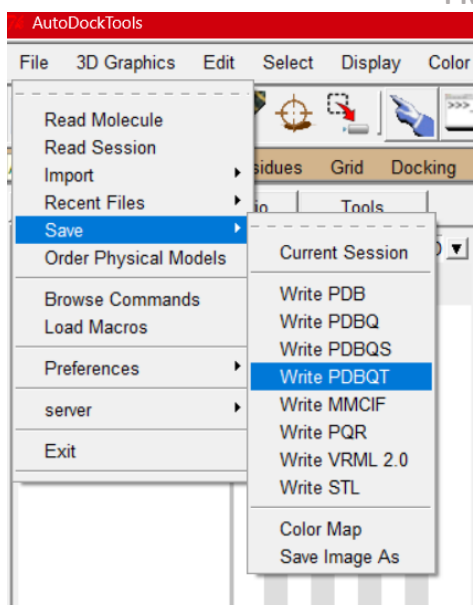 AutoDockTools
File 3D Graphics Edit Select Display Color
>>>
Read Molecule
Read Session
Import
Recent Files
Save
Order Physical Models
Browse Commands
Load Macros
Preferences
server
Exit
sidues Grid Docking
Tools
Current Session
Write PDB
Write PDBQ
Write PDBQS
Write PDBQT
Write MMCIF
Write PQR
Write VRML 2.0
Write STL
Color Map
Save Image As